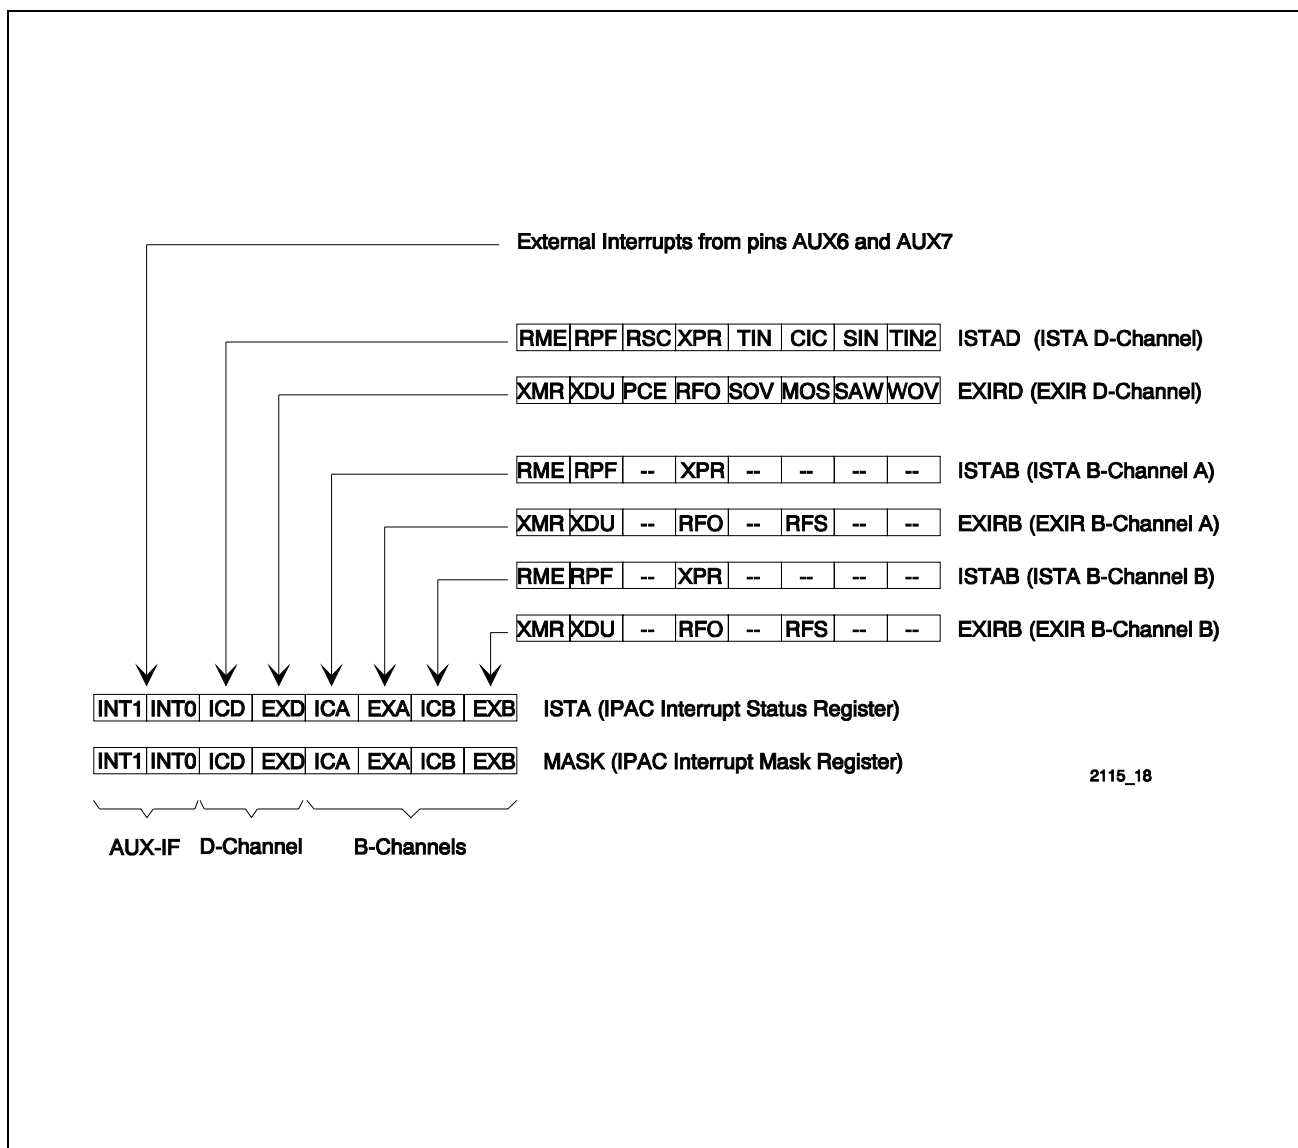 External Interrupts from pins AUX6 and AUX7
RME RPF RSC XPR TIN CIC SIN TIN2 ISTAD (ISTA D-Channel)
XMR XDU PCE RFO SOV MOS SAW WOV EXIRD (EXIR D-Channel)
RME RPF -- XPR -- -- -- -- ISTAB (ISTA B-Channel A)
XMR XDU -- RFO -- RFS -- -- EXIRB (EXIR B-Channel A)
RME RPF -- XPR -- -- -- -- ISTAB (ISTA B-Channel B)
XMR XDU -- RFO -- RFS -- -- EXIRB (EXIR B-Channel B)
INT1 INT0 ICD EXD ICA EXA ICB EXB ISTA (IPAC Interrupt Status Register)
INT1 INT0 ICD EXD ICA EXA ICB EXB MASK (IPAC Interrupt Mask Register)
2115_18
AUX-IF D-Channel B-Channels